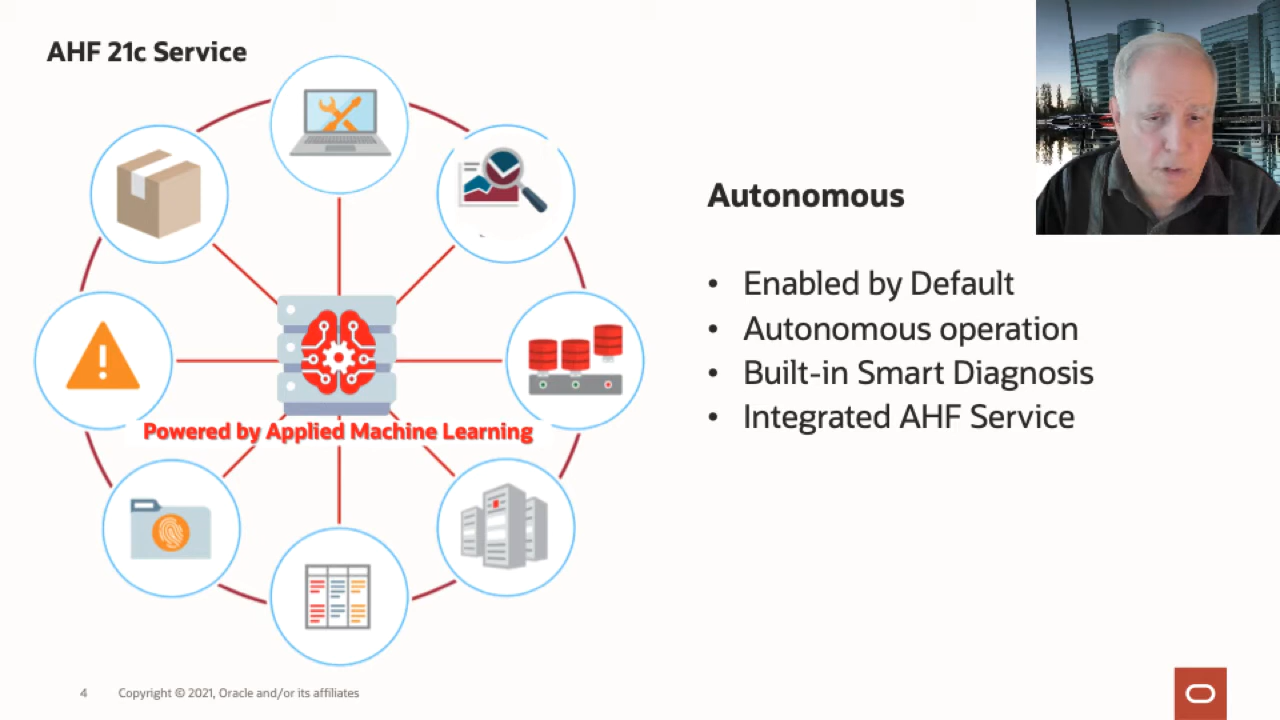 AHF 21c Service
Powered by Applied Machine Learning
Autonomous
• Enabled by Default
• Autonomous operation
• Built-in Smart Diagnosis
• Integrated AHF Service
4 Copyright © 2021, Oracle and/or its affiliates